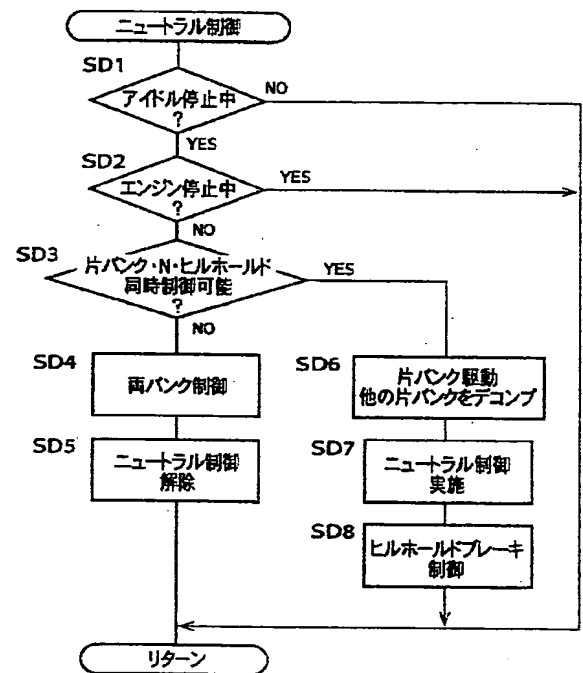 ニュートラル制御
SD1
アイドル停止中
?
NO
YES
SD2
エンジン停止中
?
YES
NO
SD3
片バンク・N・ヒルホールド
同時制御可能
?
YES
NO
SD4
両バンク制御
SD5
ニュートラル制御
解除
SD6
片バンク駆動
他の片バンクをデコンプ
SD7
ニュートラル制御
実施
SD8
ヒルホールドブレーキ
制御
リターン